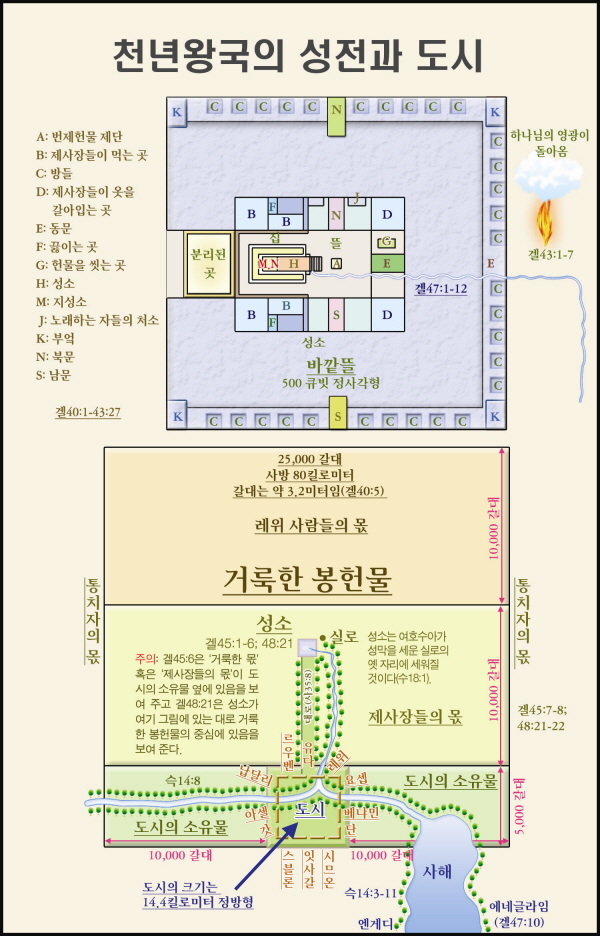 천년왕국의 성전과 도시
A: 번제헌물 제단
B: 제사장들이 먹는 곳
C: 방들
D: 제사장들이 옷을
갈아입는 곳
E: 동문
F: 끓이는 곳
G: 헌물을 씻는 곳
H: 성소
M: 지성소
J: 노래하는 자들의 처소
K: 부엌
N: 북문
S: 남문
겔40:1-43:27
K C C C C C N C C C C C K
C
C
C
C
C
E
C
C
C
C
C
K C C C C C S C C C C C K
하나님의 영광이
돌아옴
겔43:1-7
B F B N J D
집
뜰
분리된
곳
M N H A G E
겔47:1-12
B B F S D
성소
바깥뜰
500 큐빗 정사각형
25,000 갈대
사방 80킬로미터
갈대는 약 3.2미터임(겔40:5)
레위 사람들의 몫
거룩한 봉헌물
10,000 갈대
통치자의 몫
통치자의 몫
성소
겔45:1-6; 48:21
주의: 겔45:6은 '거룩한 몫'
혹은 '제사장들의 몫'이 도
시의 소유물 옆에 있음을 보
여 주고 겔48:21은 성소가
여기 그림에 있는 대로 거룩
한 봉헌물의 중심에 있음을
보여 준다.
실로
성소는 여호수아가
성막을 세운 실로의
옛 자리에 세워질
것이다(수18:1).
대로(사35:8)
제사장들의 몫
10,000 갈대
겔45:7-8;
48:21-22
르우벤
유다
레위
슥14:8
납달리
요셉
도시의 소유물
도시의 소유물
아셀
갓
도시
베냐민
단
5,000 갈대
10,000 갈대
스블론
잇사갈
시므온
10,000 갈대
도시의 크기는
14.4킬로미터 정방형
사해
슥14:3-11
엔게디
에네글라임
(겔47:10)